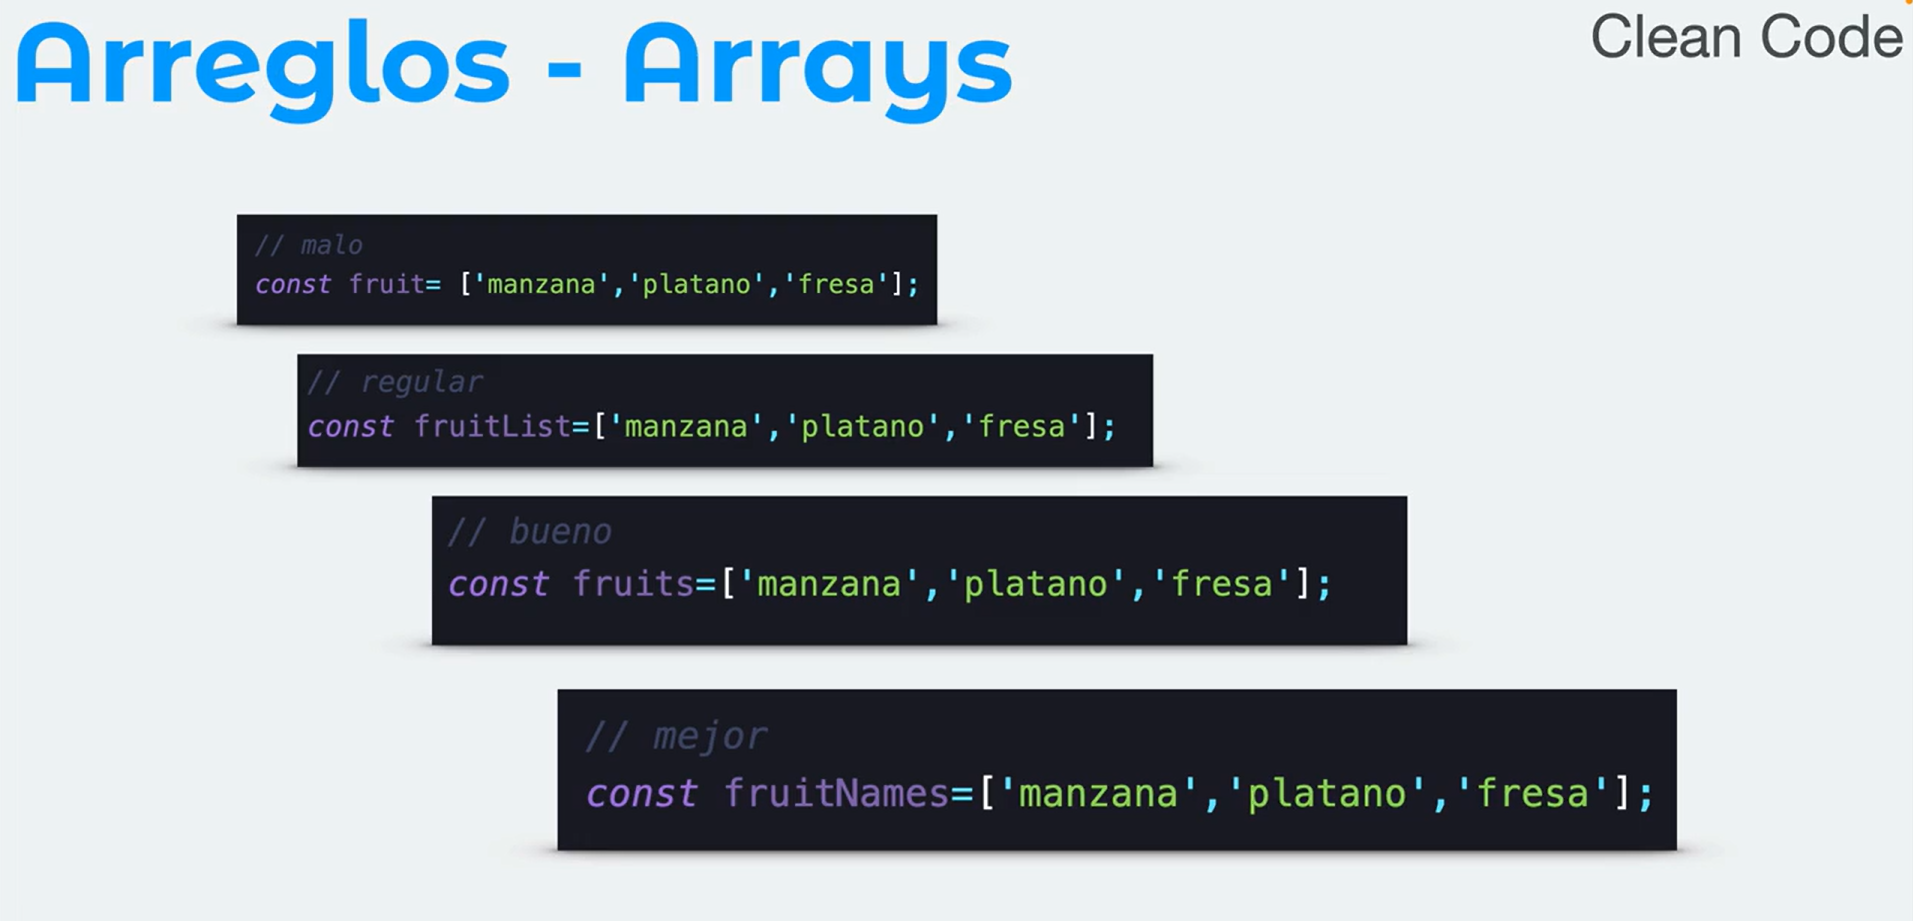 Arreglos - Arrays
Clean Code
// malo
const fruit= ['manzana','platano','fresa'];
// regular
const fruitList=['manzana','platano','fresa'];
// bueno
const fruits=['manzana','platano','fresa'];
// mejor
const fruitNames=['manzana','platano','fresa'];